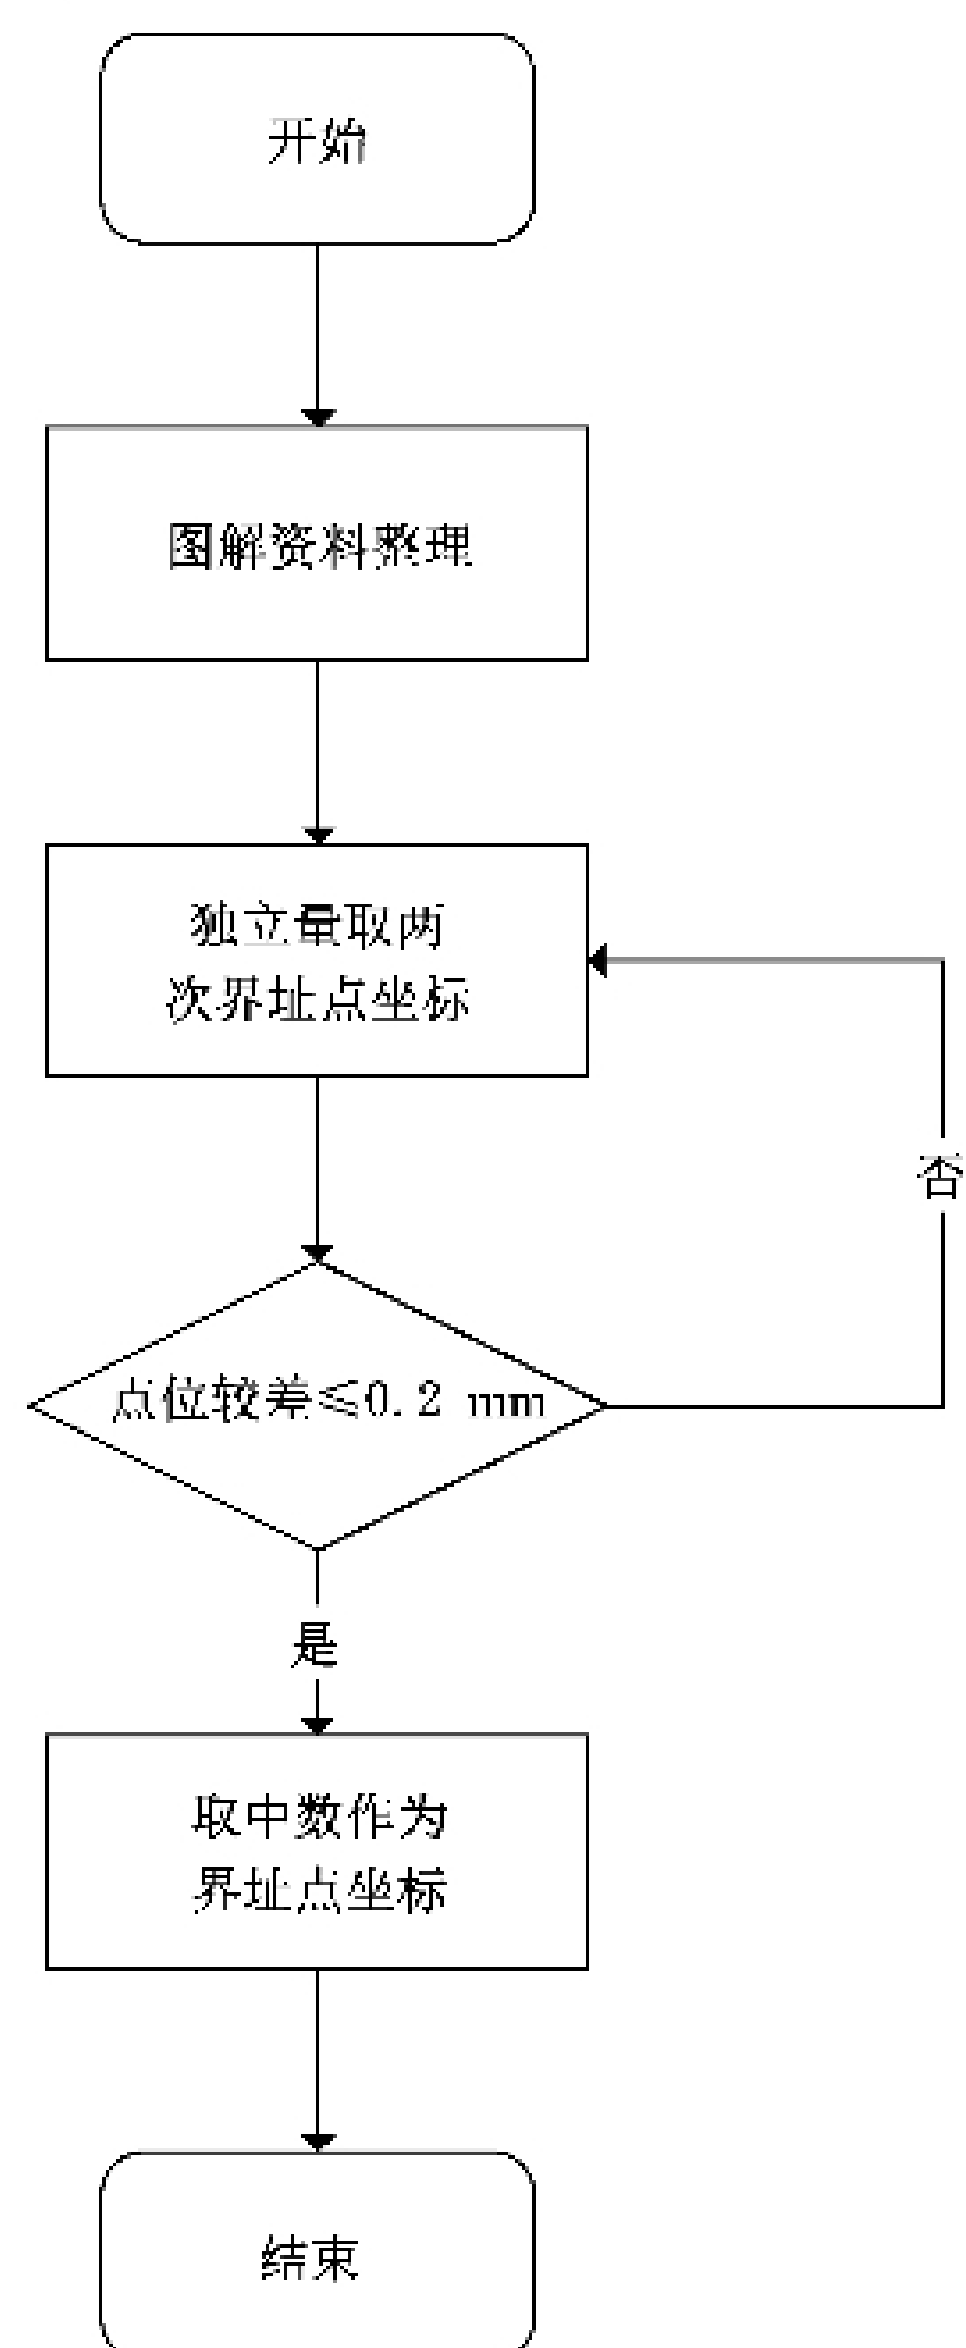 开始
图解资料整理
独立量取两
次界址点坐标
否
点位较差≤0.2 mm
是
取中数作为
界址点坐标
结束